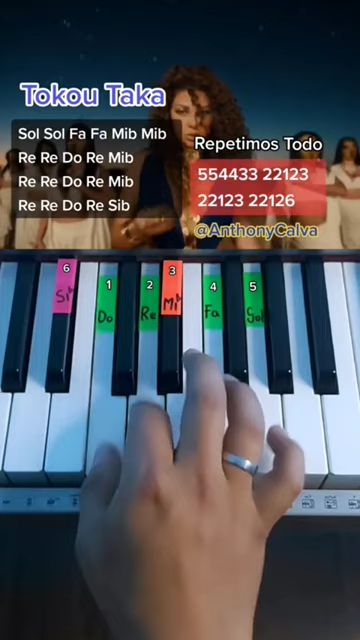 Tokou Taka
Sol Sol Fa Fa Mib Mib
Re Re Do Re Mib
Re Re Do Re Mib
Re Re Do Re Sib
Repetimos Todo
554433 22123
22123 22126
@AnthonyCalva
6
Sib
1
Do
2
Re
3
Mib
4
Fa
5
Sol